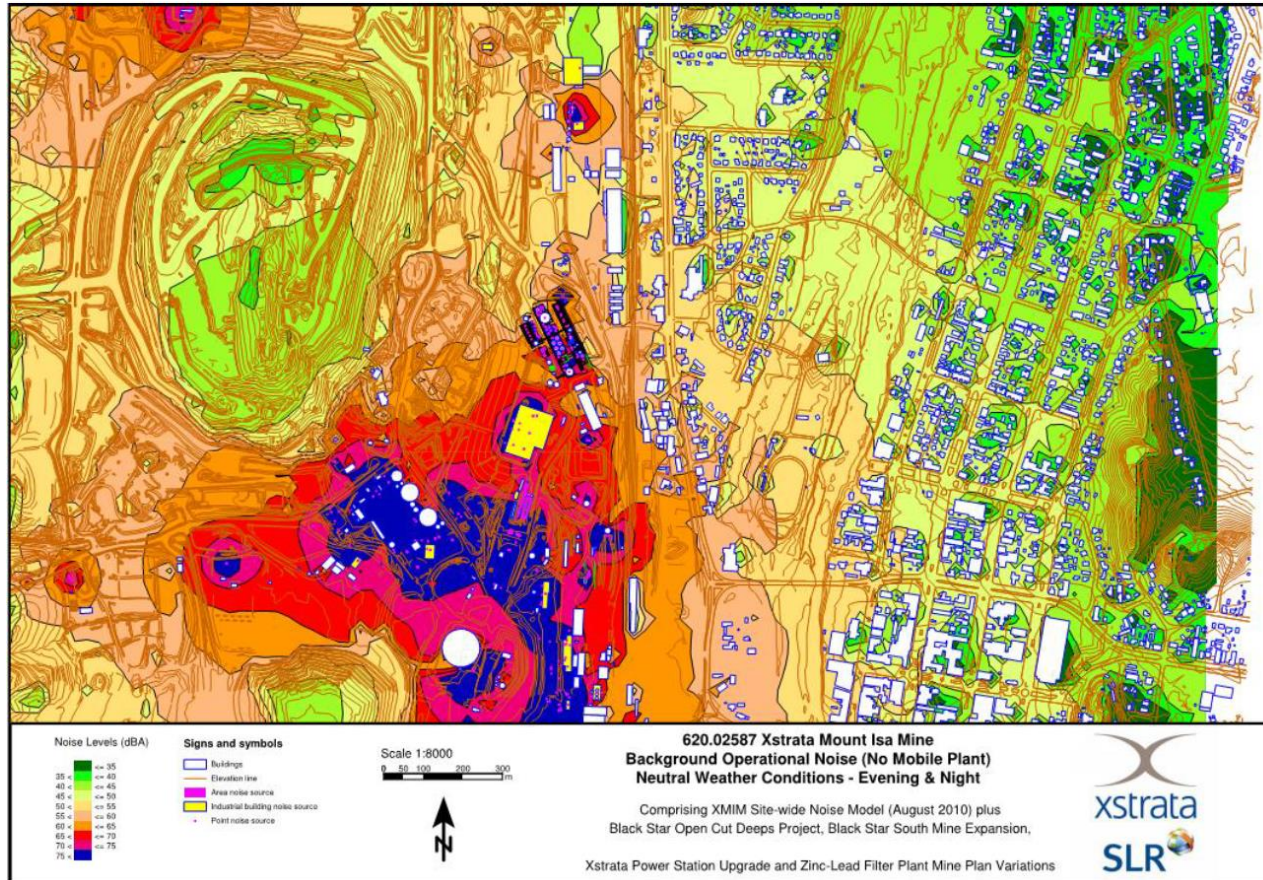 Noise Levels (dBA)
<= 35
35 < <= 40
40 < <= 45
45 < <= 50
50 < <= 55
55 < <= 60
60 < <= 65
65 < <= 70
70 < <= 75
75 <
Signs and symbols
Buildings
Elevation line
Area noise source
Industrial building noise source
Point noise source
Scale 1:8000
0 50 100 200 300
m
N
620.02587 Xstrata Mount Isa Mine
Background Operational Noise (No Mobile Plant)
Neutral Weather Conditions - Evening & Night
Comprising XMIM Site-wide Noise Model (August 2010) plus
Black Star Open Cut Deeps Project, Black Star South Mine Expansion,
Xstrata Power Station Upgrade and Zinc-Lead Filter Plant Mine Plan Variations
xstrata
SLR